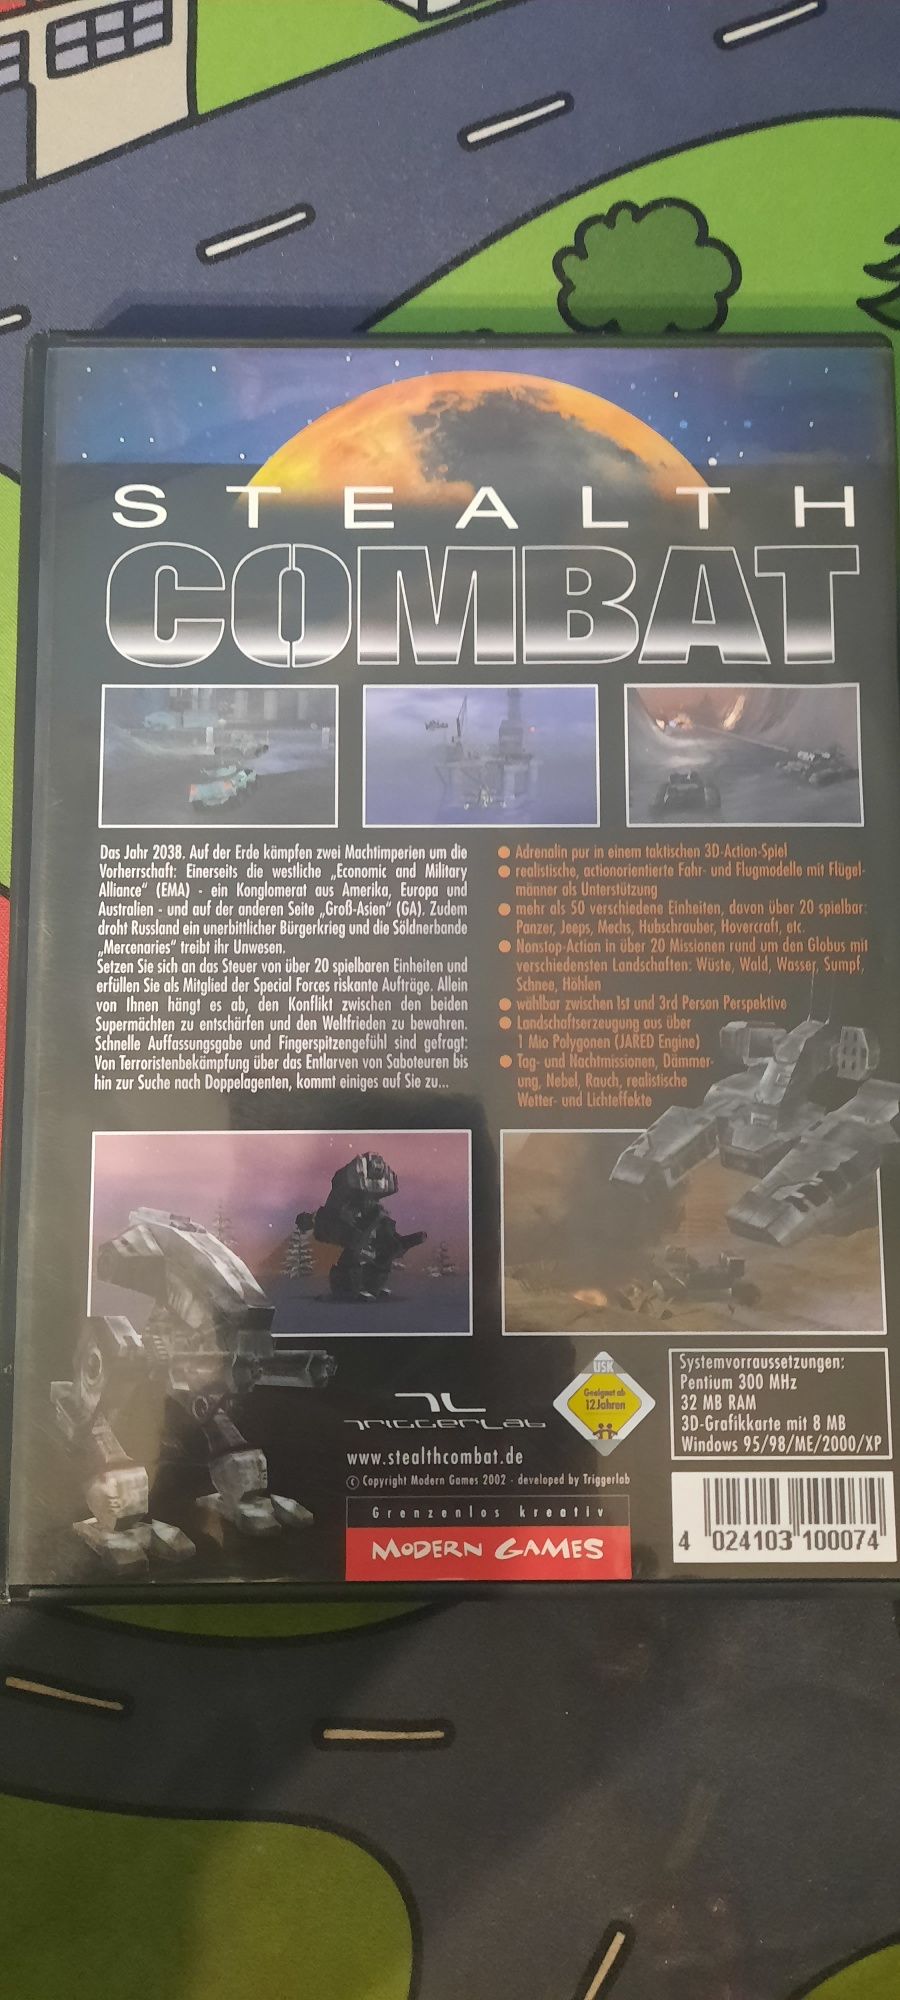 STEALTH
COMBAT
Das Jahr 2038. Auf der Erde kämpfen zwei Machtimperien um die
Vorherrschaft: Einerseits die westliche „Economic and Military
Alliance“ (EMA) - ein Konglomerat aus Amerika, Europa und
Australien - und auf der anderen Seite „Groß-Asien“ (GA). Zudem
droht Russland ein unerbittlicher Bürgerkrieg und die Söldnerbande
„Mercenaries“ treibt ihr Unwesen.
Setzen Sie sich an das Steuer von über 20 spielbaren Einheiten und
erfüllen Sie als Mitglied der Special Forces riskante Aufträge. Allein
von Ihnen hängt es ab, den Konflikt zwischen den beiden
Supermächten zu entschärfen und den Weltfrieden zu bewahren.
Schnelle Auffassungsgabe und Fingerspitzengefühl sind gefragt:
Von Terroristenbekämpfung über das Entlarven von Saboteuren bis
hin zur Suche nach Doppelagenten, kommt einiges auf Sie zu...
● Adrenalin pur in einem taktischen 3D-Action-Spiel
● realistische, actionorientierte Fahr- und Flugmodelle mit Flügel-
männer als Unterstützung
● mehr als 50 verschiedene Einheiten, davon über 20 spielbar:
Panzer, Jeeps, Mechs, Hubschrauber, Hovercraft, etc.
● Nonstop-Action in über 20 Missionen rund um den Globus mit
verschiedensten Landschaften: Wüste, Wald, Wasser, Sumpf,
Schnee, Höhlen
● wählbar zwischen 1st und 3rd Person Perspektive
● Landschaftserzeugung aus über
1 Mio Polygonen (JARED Engine)
● Tag- und Nachtmissionen, Dämmer-
ung, Nebel, Rauch, realistische
Wetter- und Lichteffekte
TL
TRIGGERLAB
www.stealthcombat.de
© Copyright Modern Games 2002 - developed by Triggerlab
Grenzenlos kreativ
MODERN GAMES
USK
Geeignet ab
12 Jahren
Systemvorraussetzungen:
Pentium 300 MHz
32 MB RAM
3D-Grafikkarte mit 8 MB
Windows 95/98/ME/2000/XP
4 024103 100074